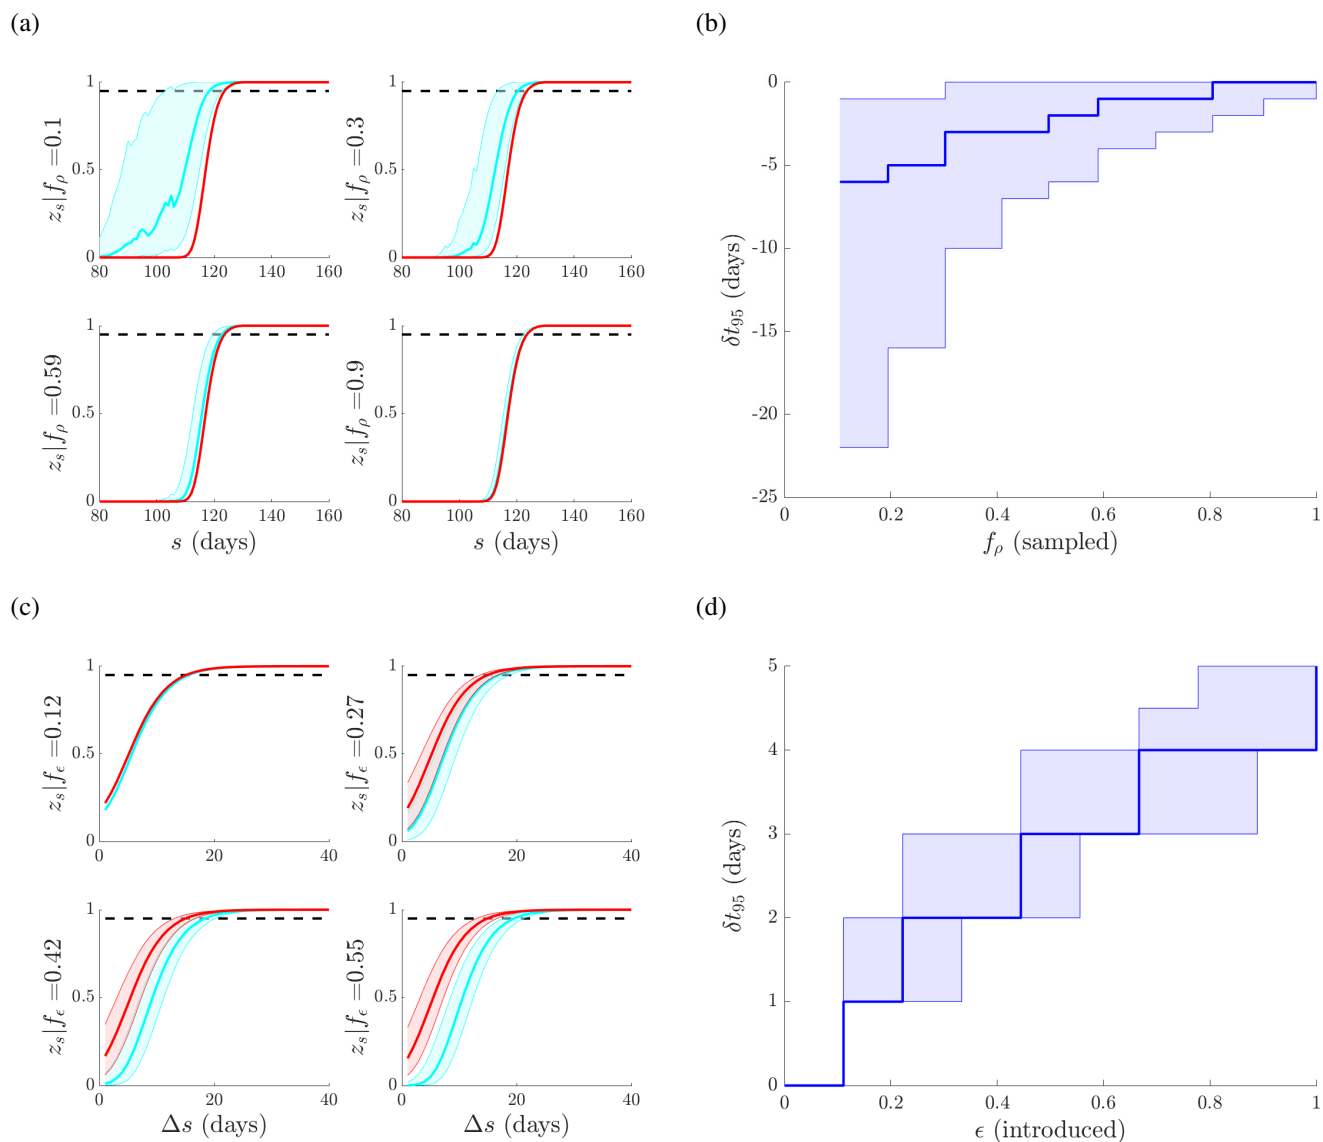 (a)
(b)
z_s|f_ρ =0.1
1
0.5
0
80 100 120 140 160
z_s|f_ρ =0.3
1
0.5
0
80 100 120 140 160
z_s|f_ρ =0.59
1
0.5
0
80 100 120 140 160
s (days)
z_s|f_ρ =0.9
1
0.5
0
80 100 120 140 160
s (days)
δt_95 (days)
0
-5
-10
-15
-20
-25
0 0.2 0.4 0.6 0.8 1
f_ρ (sampled)
(c)
(d)
z_s|f_ϵ =0.12
1
0.5
0
0 20 40
z_s|f_ϵ =0.27
1
0.5
0
0 20 40
z_s|f_ϵ =0.42
1
0.5
0
0 20 40
Δs (days)
z_s|f_ϵ =0.55
1
0.5
0
0 20 40
Δs (days)
δt_95 (days)
5
4
3
2
1
0
0 0.2 0.4 0.6 0.8 1
ϵ (introduced)